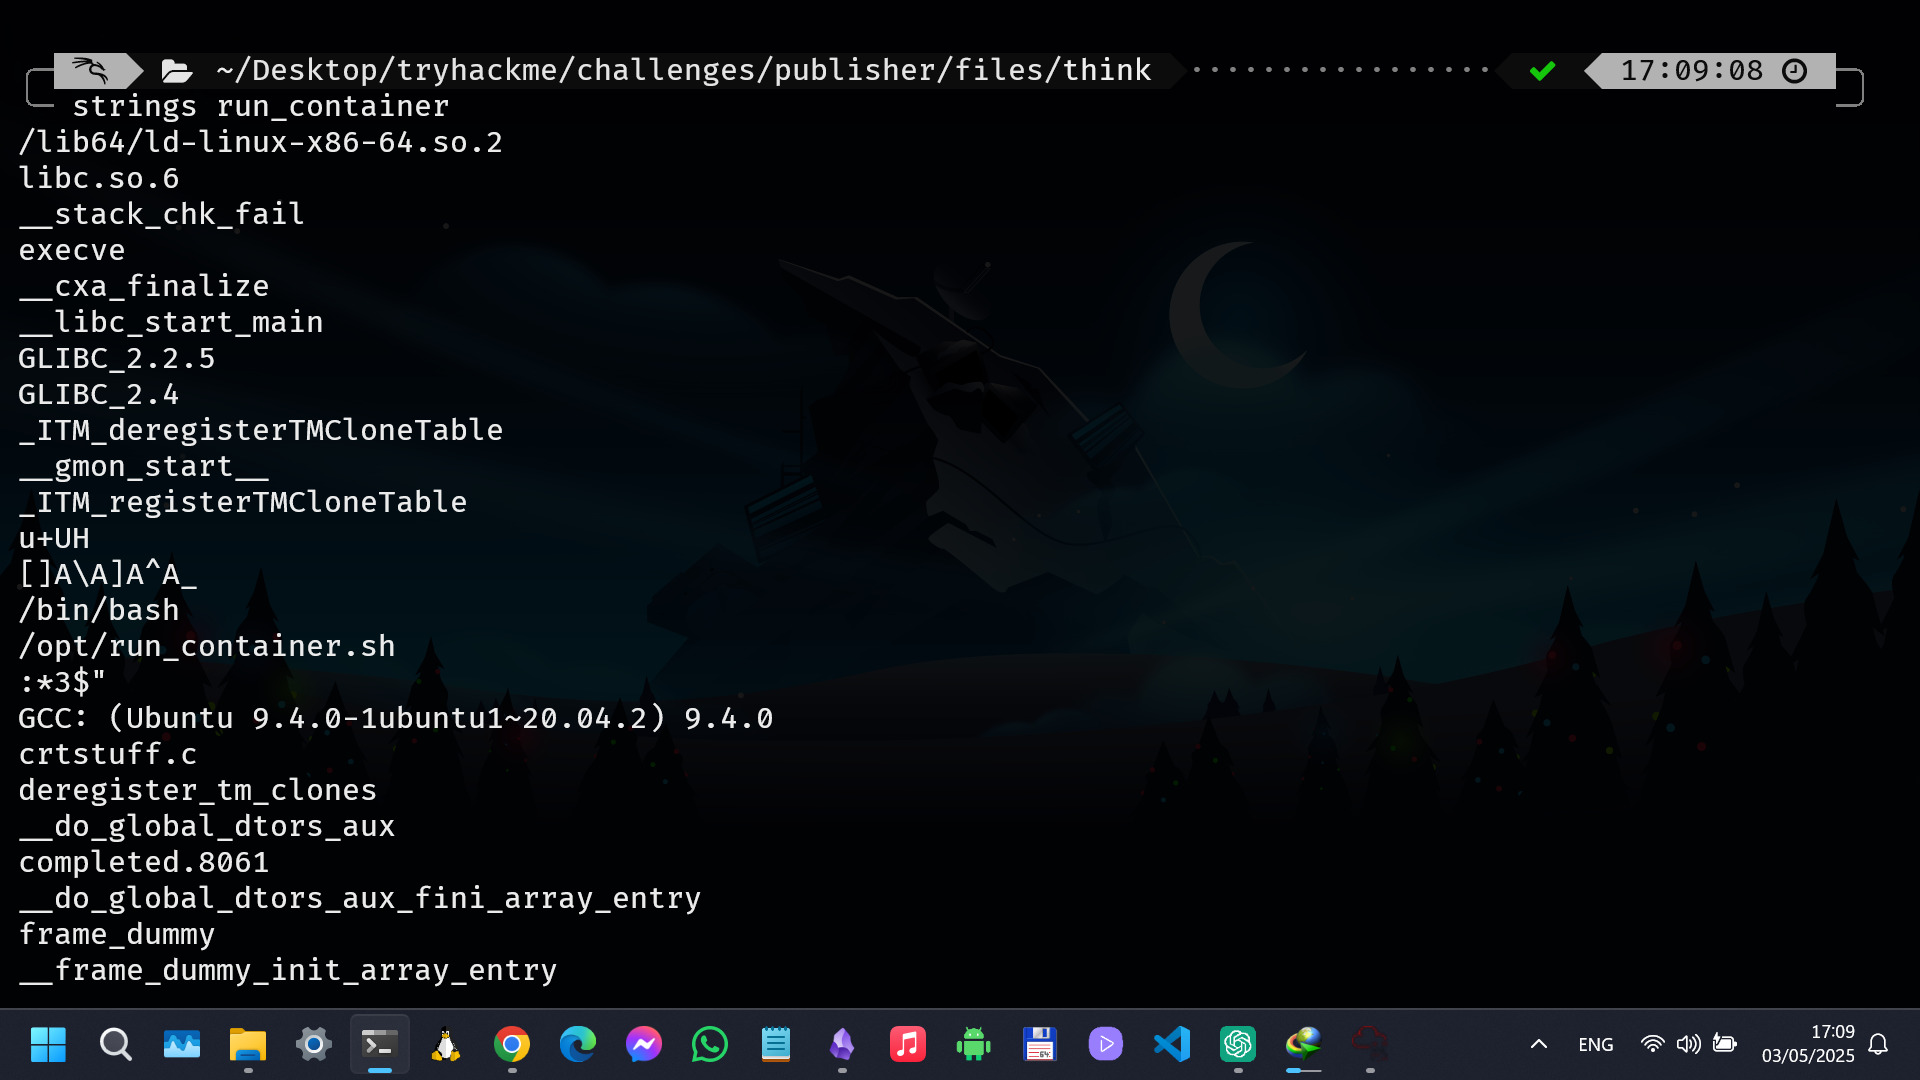 ~/Desktop/tryhackme/challenges/publisher/files/think 17:09:08
strings run_container
/lib64/ld-linux-x86-64.so.2
libc.so.6
__stack_chk_fail
execve
__cxa_finalize
__libc_start_main
GLIBC_2.2.5
GLIBC_2.4
_ITM_deregisterTMCloneTable
__gmon_start__
_ITM_registerTMCloneTable
u+UH
[]A\A]A^A_
/bin/bash
/opt/run_container.sh
:*3$"
GCC: (Ubuntu 9.4.0-1ubuntu1~20.04.2) 9.4.0
crtstuff.c
deregister_tm_clones
__do_global_dtors_aux
completed.8061
__do_global_dtors_aux_fini_array_entry
frame_dummy
__frame_dummy_init_array_entry
64
ENG
17:09
03/05/2025